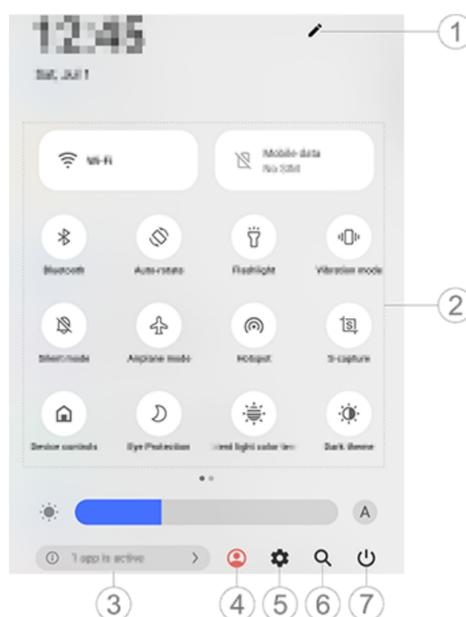 12:45
1
Sat, Jul 1
Wi-Fi
Mobile data
No SIM
Bluetooth
Auto-rotate
Flashlight
Vibration mode
2
Silent mode
Airplane mode
Hotspot
S-capture
Device controls
Eye Protection
light color
Dark theme
A
1 app is active
3
4
5
6
7